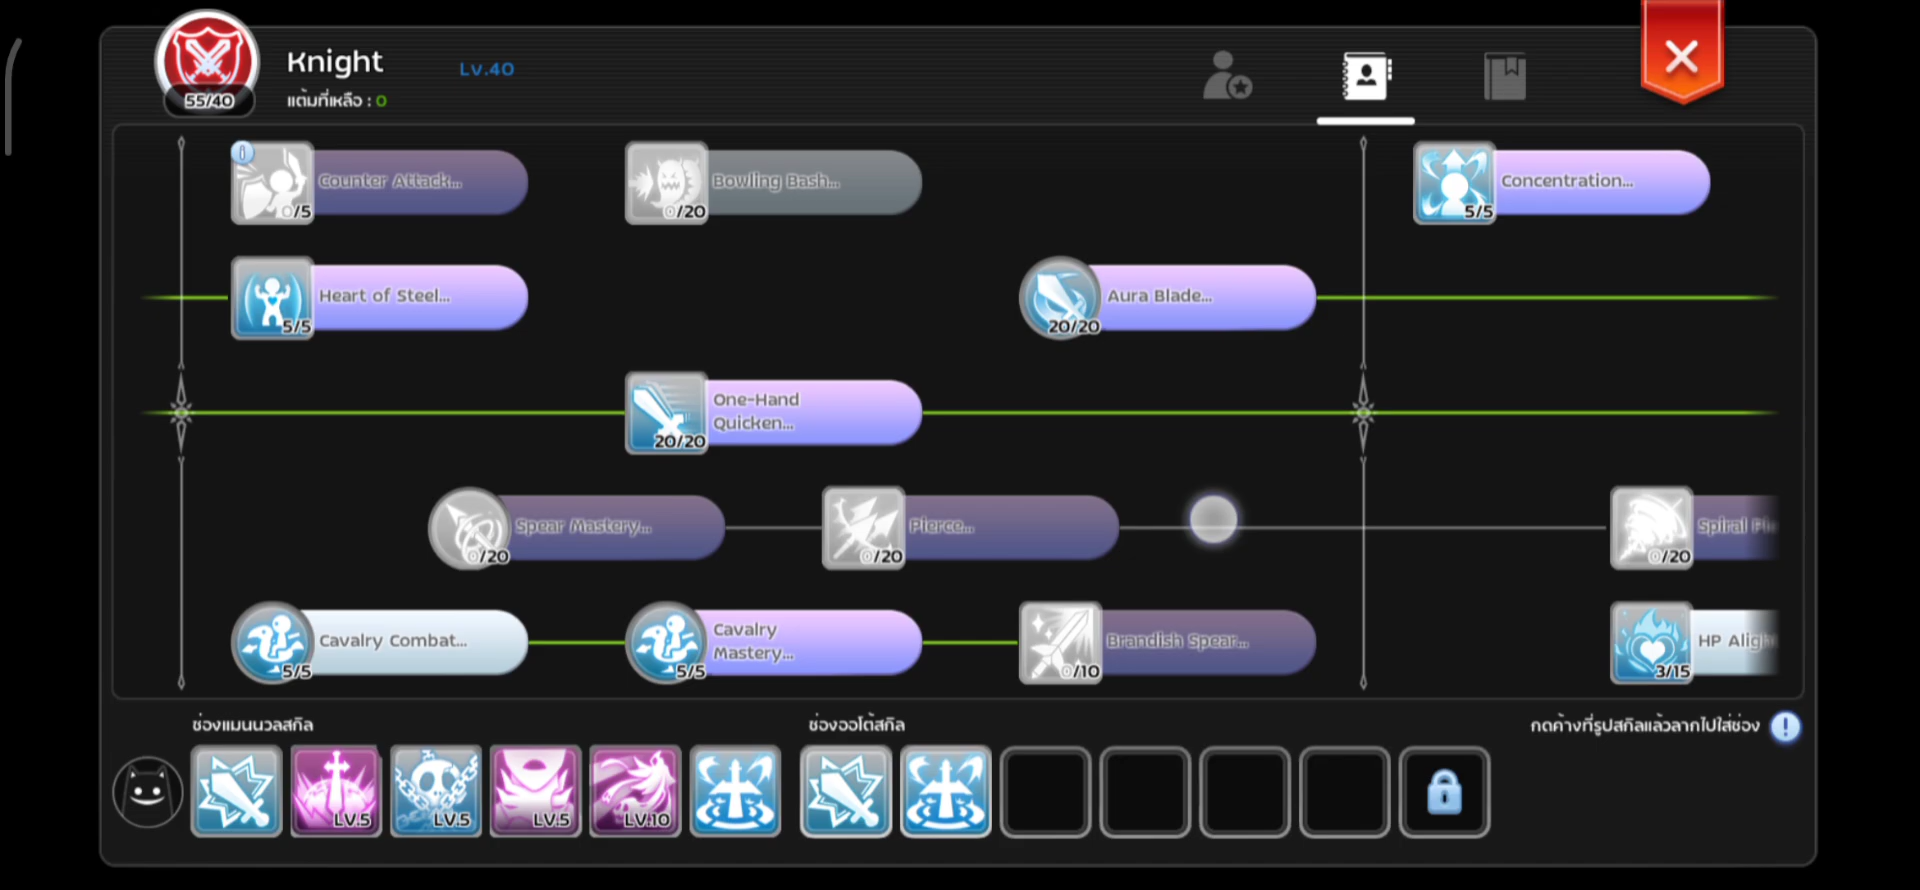 Knight
Lv.40
55/40
แต้มที่เหลือ : 0
Counter Attack...
0/5
Bowling Bash...
0/20
Concentration...
5/5
Heart of Steel...
5/5
Aura Blade...
20/20
One-Hand
Quicken...
20/20
Spear Mastery...
0/20
Pierce...
0/20
Spiral
0/20
Cavalry Combat...
5/5
Cavalry
Mastery...
5/5
Brandish Spear...
0/10
HP Aligh
3/15
ช่องแมนนวลสกิล
ช่องออโต้สกิล
กดค้างที่รูปสกิลแล้วลากไปใส่ช่อง
LV.5
LV.5
LV.5
LV.10